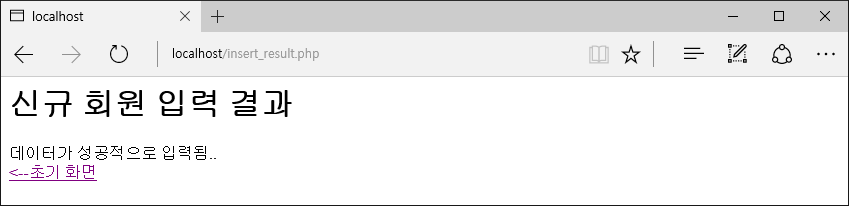 localhost
localhost/insert_result.php
신규 회원 입력 결과
데이터가 성공적으로 입력됨..
<--초기 화면